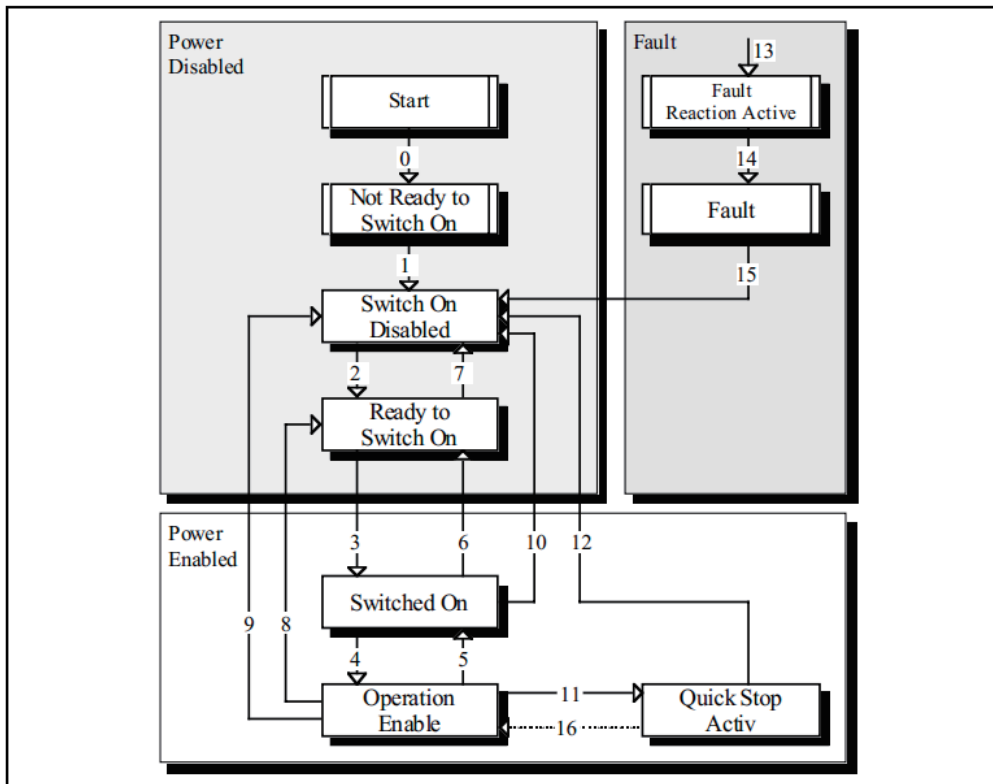 Power
Disabled
Start
0
Not Ready to
Switch On
1
Switch On
Disabled
2
7
Ready to
Switch On
Fault
13
Fault
Reaction Active
14
Fault
15
Power
Enabled
3
6
10
12
Switched On
9
8
4
5
Operation
Enable
11
16
Quick Stop
Activ